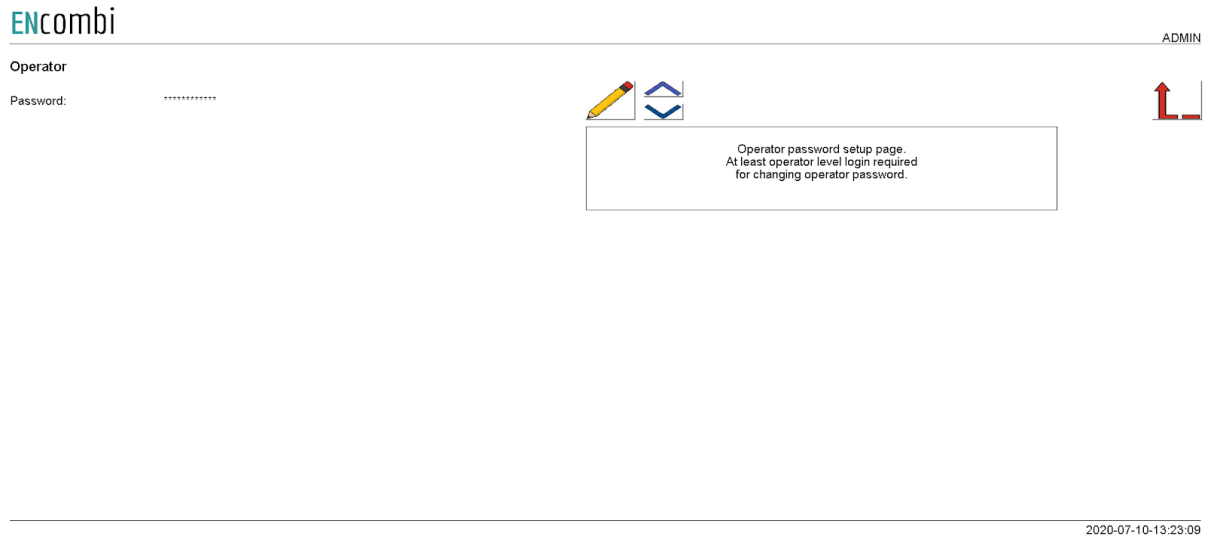 ENcombi
ADMIN
Operator
Password: ************
Operator password setup page.
At least operator level login required
for changing operator password.
2020-07-10-13:23:09